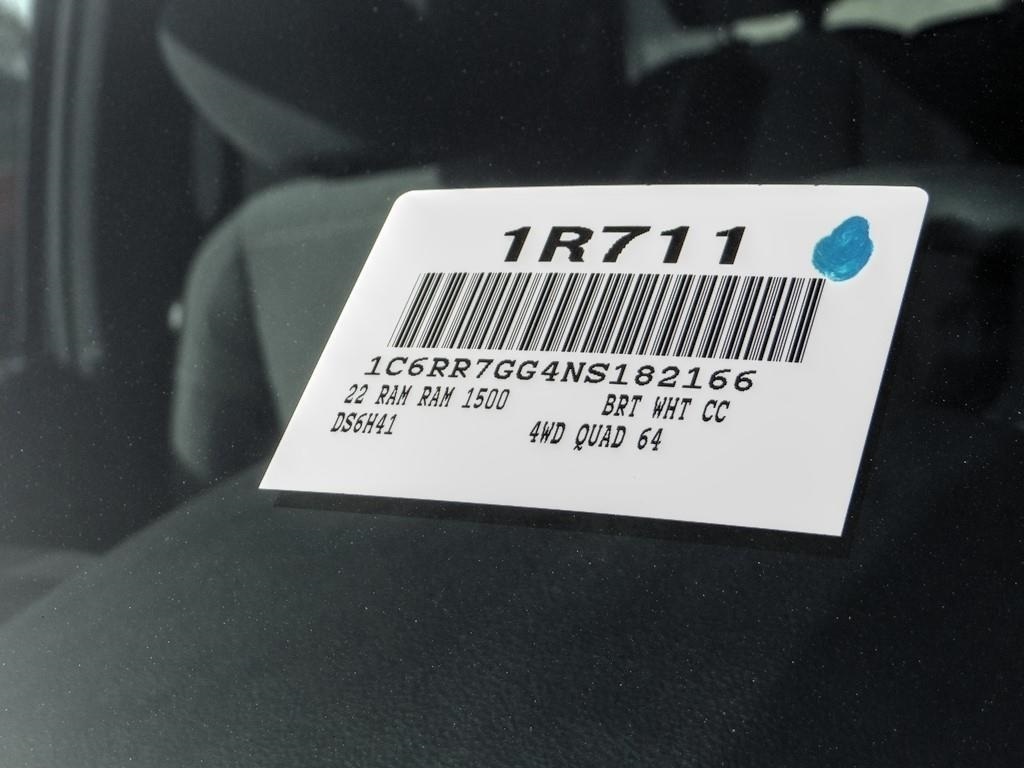 1R711
1C6RR7GG4NS182166
22 RAM RAM 1500 BRT WHT CC
DS6H41 4WD QUAD 64